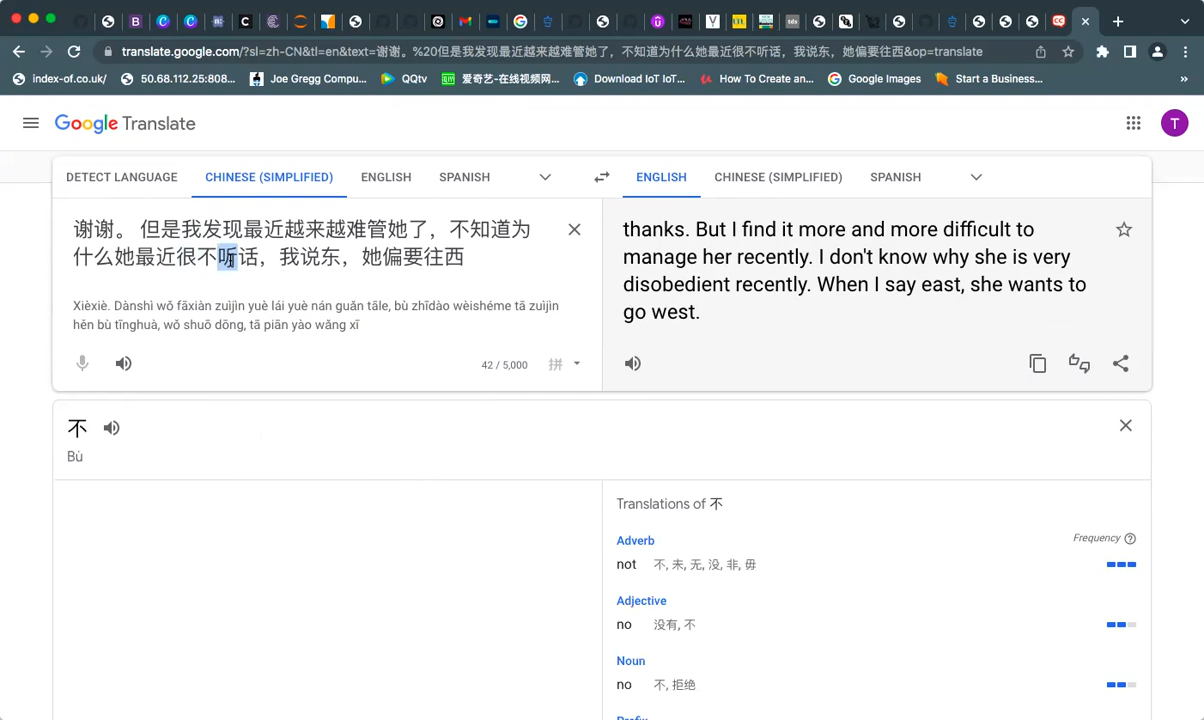 translate.google.com/?sl=zh-CN&tl=en&text=谢谢。%20但是我发现最近越来越难管她了，不知道为什么她最近很不听话，我说东，她偏要往西&op=translate
index-of.co.uk/ 50.68.112.25:808... Joe Gregg Compu... QQtv 爱奇艺-在线视频网... Download IoT IoT... How To Create an... Google Images Start a Business... »
Google Translate T
DETECT LANGUAGE CHINESE (SIMPLIFIED) ENGLISH SPANISH ENGLISH CHINESE (SIMPLIFIED) SPANISH
谢谢。 但是我发现最近越来越难管她了，不知道为
什么她最近很不听话，我说东，她偏要往西
Xièxiè. Dànshì wǒ fāxiàn zuìjìn yuè lái yuè nán guǎn tāle, bù zhīdào wèishéme tā zuìjìn
hěn bù tīnghuà, wǒ shuō dōng, tā piān yào wǎng xī
42 / 5,000 拼
thanks. But I find it more and more difficult to
manage her recently. I don't know why she is very
disobedient recently. When I say east, she wants to
go west.
不
Bù
Translations of 不
Adverb Frequency
not 不, 未, 无, 没, 非, 毋
Adjective
no 没有, 不
Noun
no 不, 拒绝